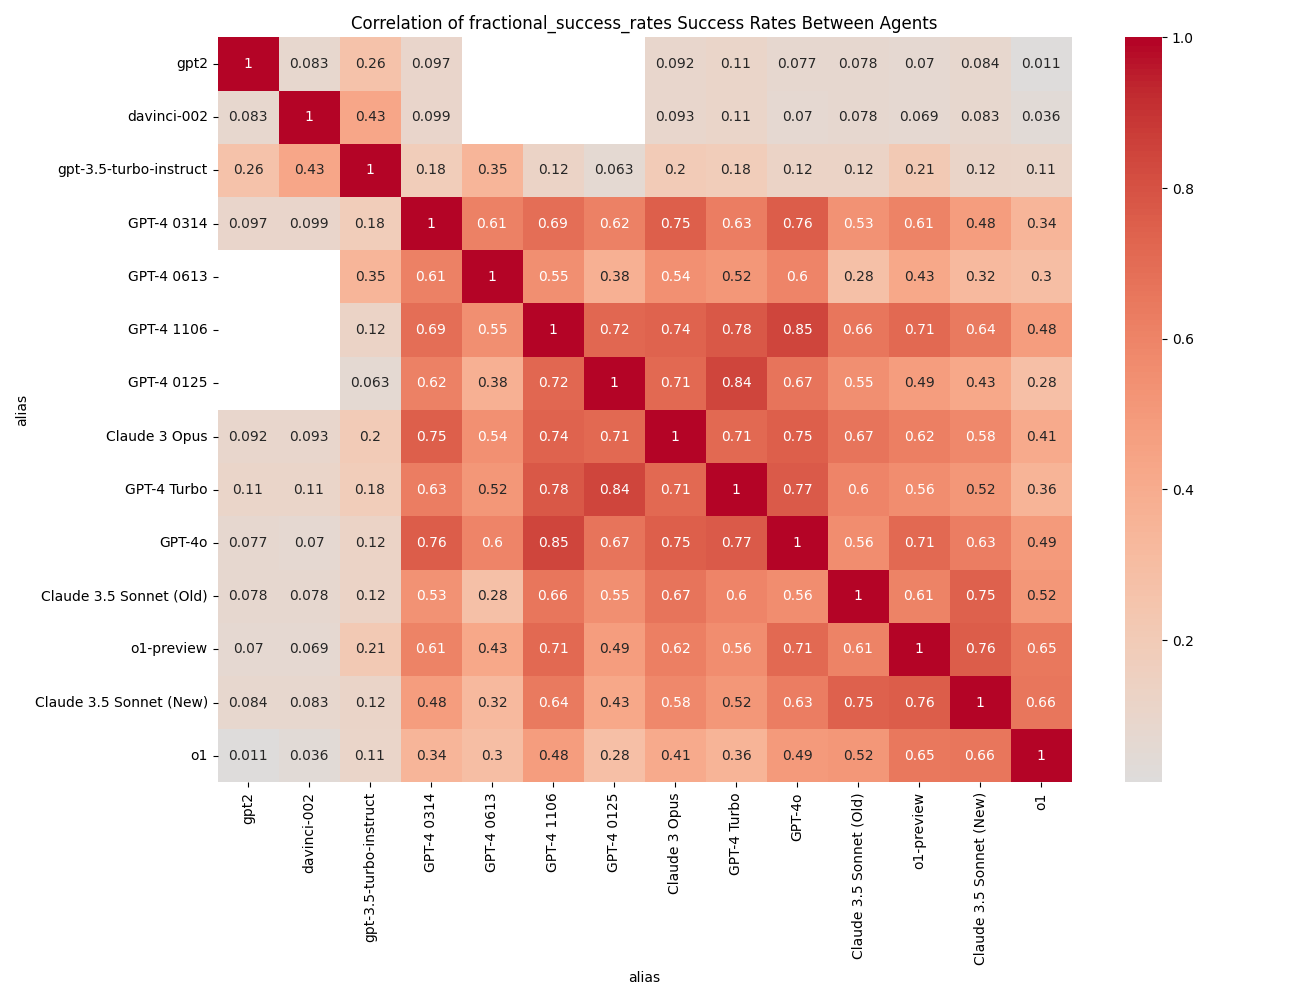 Correlation of fractional_success_rates Success Rates Between Agents
gpt2 1 0.083 0.26 0.097 0.092 0.11 0.077 0.078 0.07 0.084 0.011
davinci-002 0.083 1 0.43 0.099 0.093 0.11 0.07 0.078 0.069 0.083 0.036
gpt-3.5-turbo-instruct 0.26 0.43 1 0.18 0.35 0.12 0.063 0.2 0.18 0.12 0.12 0.21 0.12 0.11
GPT-4 0314 0.097 0.099 0.18 1 0.61 0.69 0.62 0.75 0.63 0.76 0.53 0.61 0.48 0.34
GPT-4 0613 0.35 0.61 1 0.55 0.38 0.54 0.52 0.6 0.28 0.43 0.32 0.3
GPT-4 1106 0.12 0.69 0.55 1 0.72 0.74 0.78 0.85 0.66 0.71 0.64 0.48
GPT-4 0125 0.063 0.62 0.38 0.72 1 0.71 0.84 0.67 0.55 0.49 0.43 0.28
Claude 3 Opus 0.092 0.093 0.2 0.75 0.54 0.74 0.71 1 0.71 0.75 0.67 0.62 0.58 0.41
GPT-4 Turbo 0.11 0.11 0.18 0.63 0.52 0.78 0.84 0.71 1 0.77 0.6 0.56 0.52 0.36
GPT-4o 0.077 0.07 0.12 0.76 0.6 0.85 0.67 0.75 0.77 1 0.56 0.71 0.63 0.49
Claude 3.5 Sonnet (Old) 0.078 0.078 0.12 0.53 0.28 0.66 0.55 0.67 0.6 0.56 1 0.61 0.75 0.52
o1-preview 0.07 0.069 0.21 0.61 0.43 0.71 0.49 0.62 0.56 0.71 0.61 1 0.76 0.65
Claude 3.5 Sonnet (New) 0.084 0.083 0.12 0.48 0.32 0.64 0.43 0.58 0.52 0.63 0.75 0.76 1 0.66
o1 0.011 0.036 0.11 0.34 0.3 0.48 0.28 0.41 0.36 0.49 0.52 0.65 0.66 1
alias
gpt2
davinci-002
gpt-3.5-turbo-instruct
GPT-4 0314
GPT-4 0613
GPT-4 1106
GPT-4 0125
Claude 3 Opus
GPT-4 Turbo
GPT-4o
Claude 3.5 Sonnet (Old)
o1-preview
Claude 3.5 Sonnet (New)
o1
alias
1.0
0.8
0.6
0.4
0.2